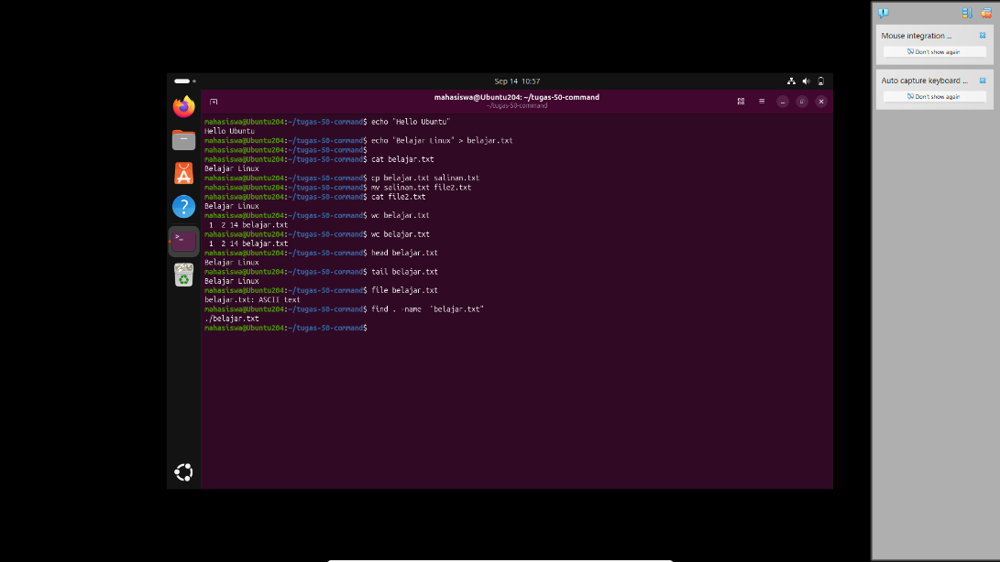 Mouse integration ...
Don't show again
Auto capture keyboard ...
Don't show again
Sep 14 10:57
mahasiswa@Ubuntu204: ~/tugas-50-command
~/tugas-50-command
mahasiswa@Ubuntu204:~/tugas-50-command$ echo "Hello Ubuntu"
Hello Ubuntu
mahasiswa@Ubuntu204:~/tugas-50-command$ echo "Belajar Linux" > belajar.txt
mahasiswa@Ubuntu204:~/tugas-50-command$
mahasiswa@Ubuntu204:~/tugas-50-command$ cat belajar.txt
Belajar Linux
mahasiswa@Ubuntu204:~/tugas-50-command$ cp belajar.txt salinan.txt
mahasiswa@Ubuntu204:~/tugas-50-command$ mv salinan.txt file2.txt
mahasiswa@Ubuntu204:~/tugas-50-command$ cat file2.txt
Belajar Linux
mahasiswa@Ubuntu204:~/tugas-50-command$ wc belajar.txt
 1  2 14 belajar.txt
mahasiswa@Ubuntu204:~/tugas-50-command$ wc belajar.txt
 1  2 14 belajar.txt
mahasiswa@Ubuntu204:~/tugas-50-command$ head belajar.txt
Belajar Linux
mahasiswa@Ubuntu204:~/tugas-50-command$ tail belajar.txt
Belajar Linux
mahasiswa@Ubuntu204:~/tugas-50-command$ file belajar.txt
belajar.txt: ASCII text
mahasiswa@Ubuntu204:~/tugas-50-command$ find . -name  "belajar.txt"
./belajar.txt
mahasiswa@Ubuntu204:~/tugas-50-command$